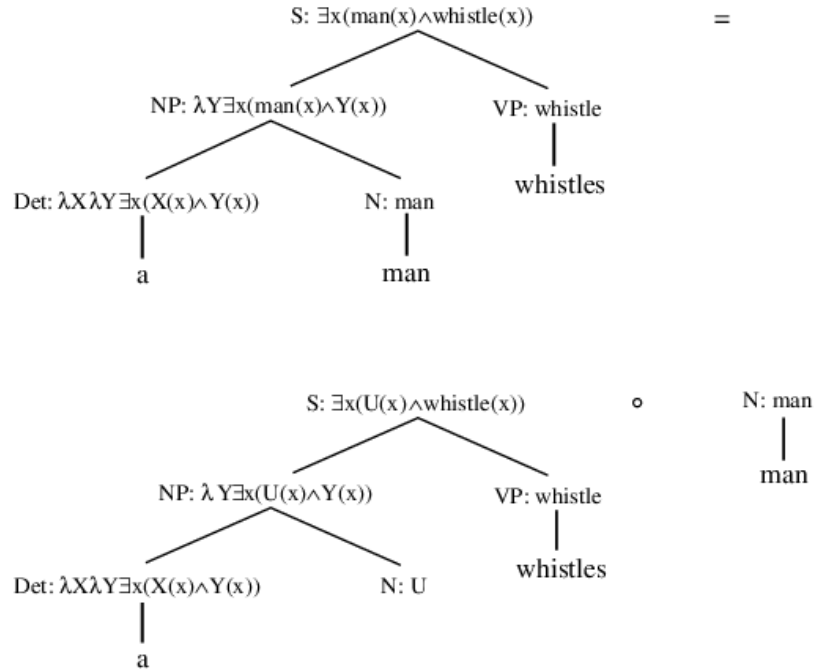 S: ∃x(man(x)∧whistle(x)) =
NP: λY∃x(man(x)∧Y(x)) VP: whistle
whistles
Det: λXλY∃x(X(x)∧Y(x)) N: man
a man
S: ∃x(U(x)∧whistle(x)) ∘ N: man
man
NP: λY∃x(U(x)∧Y(x)) VP: whistle
whistles
Det: λXλY∃x(X(x)∧Y(x)) N: U
a